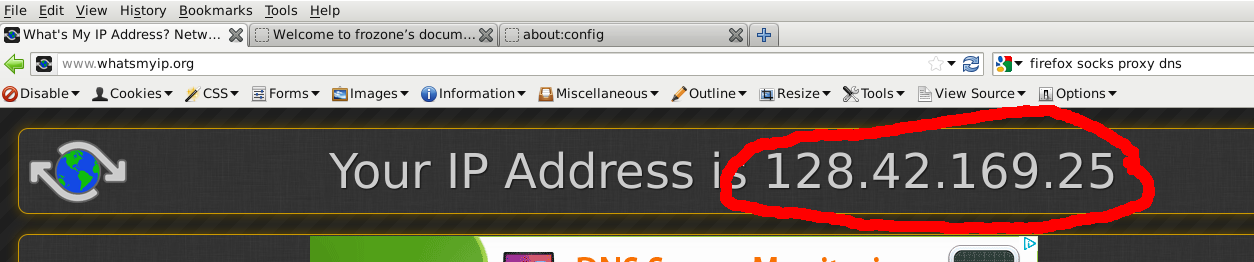 File Edit View History Bookmarks Tools Help
What's My IP Address? Netw... Welcome to frozone's docum... about:config
www.whatsmyip.org firefox socks proxy dns
Disable Cookies CSS Forms Images Information Miscellaneous Outline Resize Tools View Source Options
Your IP Address is 128.42.169.25